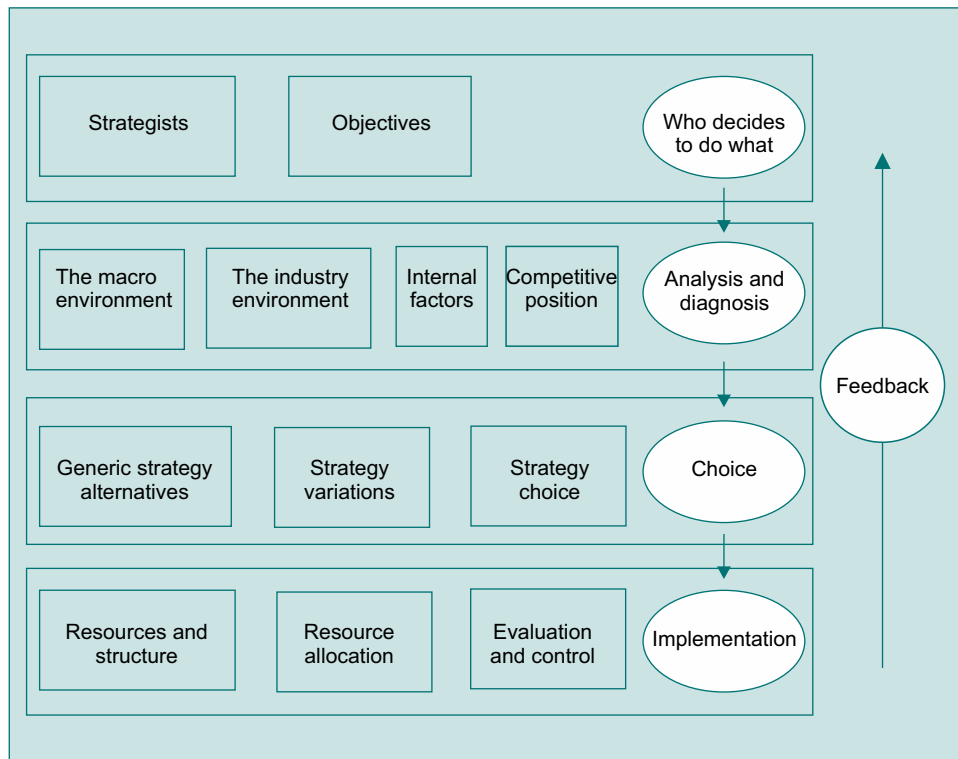 Strategists
Objectives
Who decides
to do what
The macro
environment
The industry
environment
Internal
factors
Competitive
position
Analysis and
diagnosis
Feedback
Generic strategy
alternatives
Strategy
variations
Strategy
choice
Choice
Resources and
structure
Resource
allocation
Evaluation
and control
Implementation